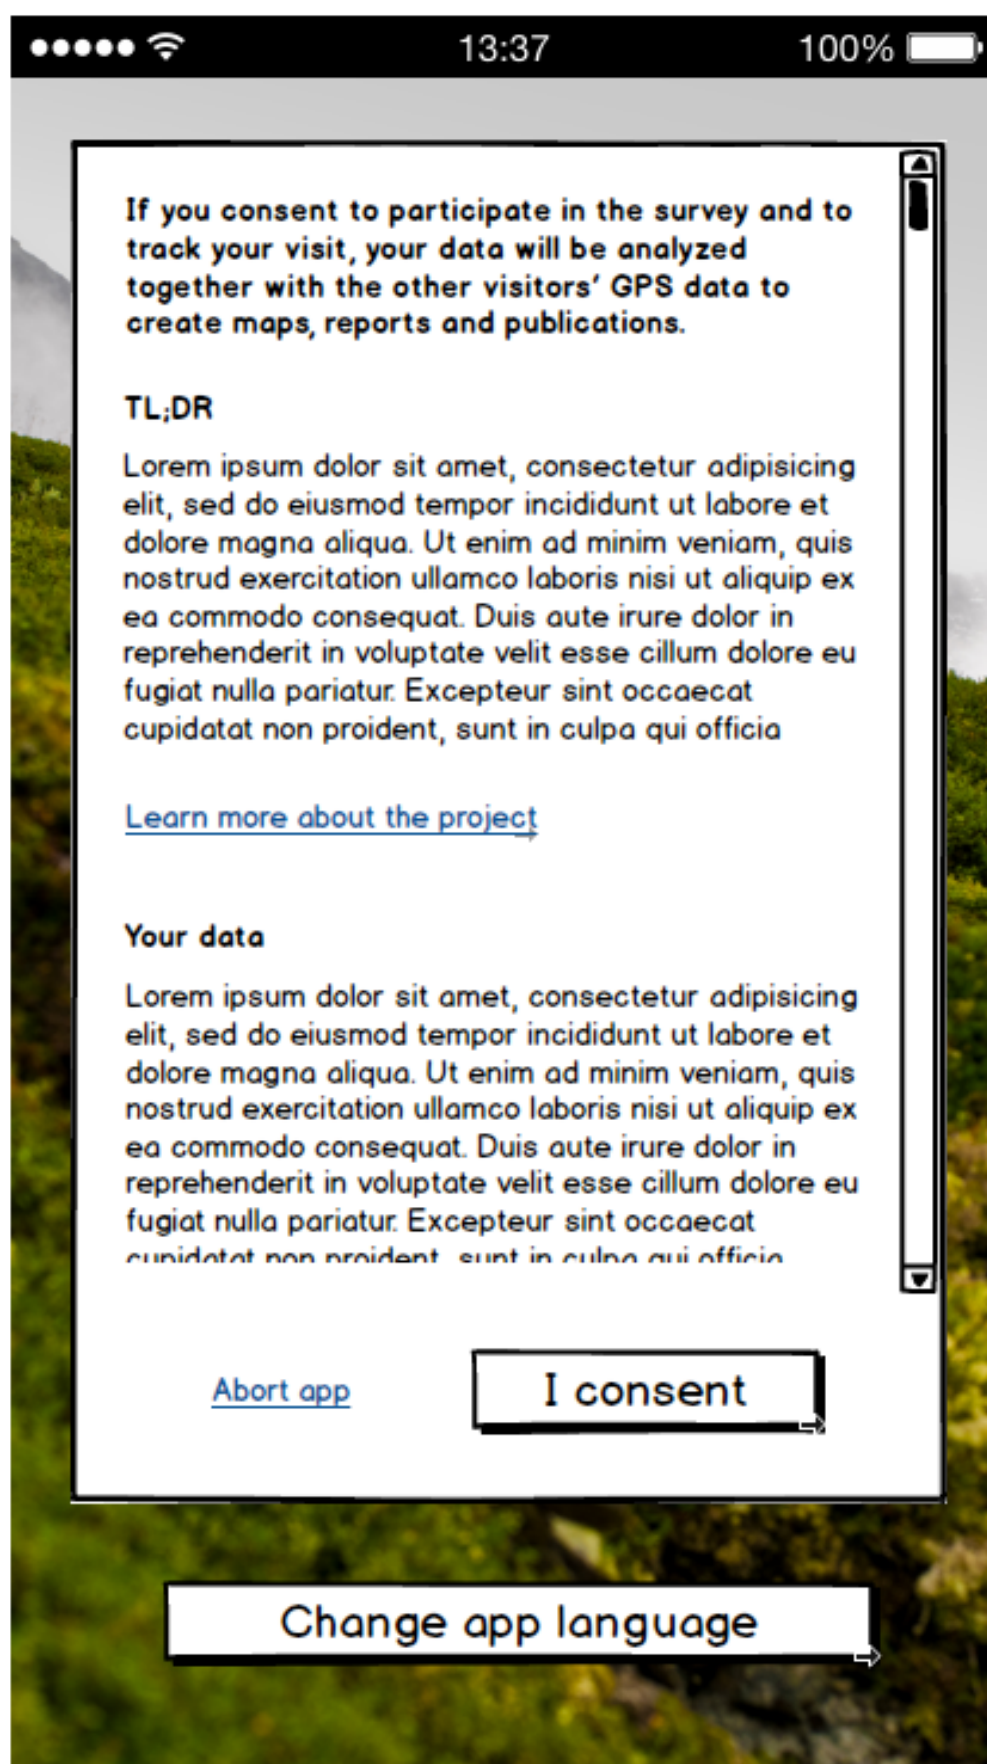 13:37
100%
If you consent to participate in the survey and to
track your visit, your data will be analyzed
together with the other visitors’ GPS data to
create maps, reports and publications.
TL;DR
Lorem ipsum dolor sit amet, consectetur adipisicing
elit, sed do eiusmod tempor incididunt ut labore et
dolore magna aliqua. Ut enim ad minim veniam, quis
nostrud exercitation ullamco laboris nisi ut aliquip ex
ea commodo consequat. Duis aute irure dolor in
reprehenderit in voluptate velit esse cillum dolore eu
fugiat nulla pariatur. Excepteur sint occaecat
cupidatat non proident, sunt in culpa qui officia
Learn more about the project
Your data
Lorem ipsum dolor sit amet, consectetur adipisicing
elit, sed do eiusmod tempor incididunt ut labore et
dolore magna aliqua. Ut enim ad minim veniam, quis
nostrud exercitation ullamco laboris nisi ut aliquip ex
ea commodo consequat. Duis aute irure dolor in
reprehenderit in voluptate velit esse cillum dolore eu
fugiat nulla pariatur. Excepteur sint occaecat
cupidatat non proident, sunt in culpa qui officia
Abort app
I consent
Change app language